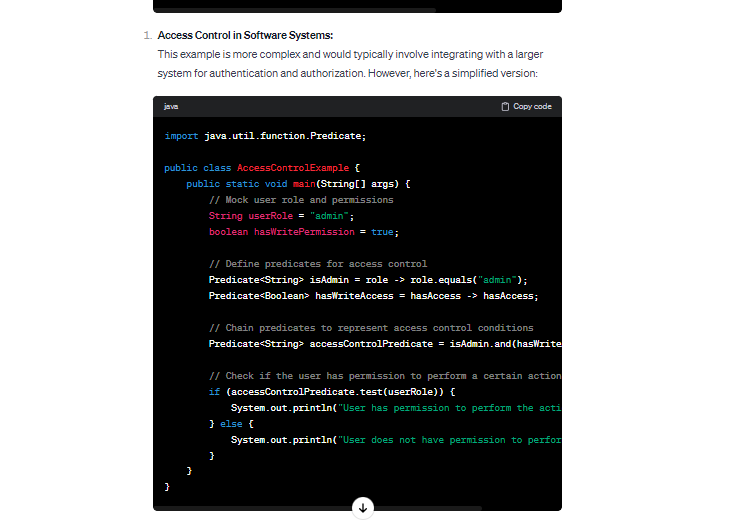 1. Access Control in Software Systems:
This example is more complex and would typically involve integrating with a larger
system for authentication and authorization. However, here's a simplified version:
java Copy code
import java.util.function.Predicate;
public class AccessControlExample {
public static void main(String[] args) {
// Mock user role and permissions
String userRole = "admin";
boolean hasWritePermission = true;
// Define predicates for access control
Predicate<String> isAdmin = role -> role.equals("admin");
Predicate<Boolean> hasWriteAccess = hasAccess -> hasAccess;
// Chain predicates to represent access control conditions
Predicate<String> accessControlPredicate = isAdmin.and(hasWrite
// Check if the user has permission to perform a certain action
if (accessControlPredicate.test(userRole)) {
System.out.println("User has permission to perform the acti
} else {
System.out.println("User does not have permission to perfor
}
}
}